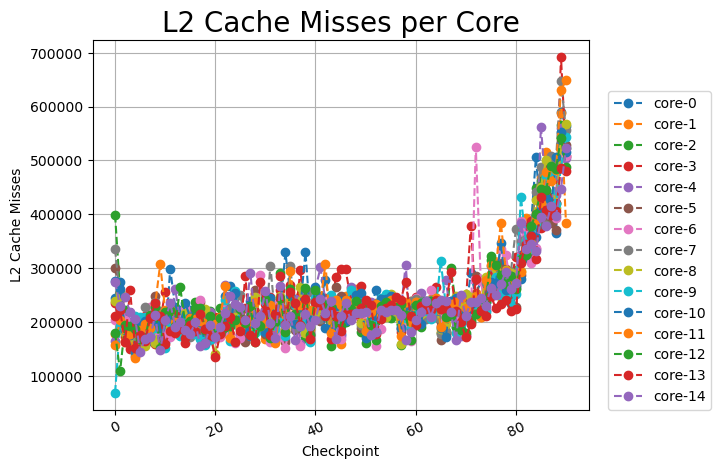 L2 Cache Misses per Core
700000
600000
500000
400000
300000
200000
100000
L2 Cache Misses
0
20
40
60
80
Checkpoint
core-0
core-1
core-2
core-3
core-4
core-5
core-6
core-7
core-8
core-9
core-10
core-11
core-12
core-13
core-14